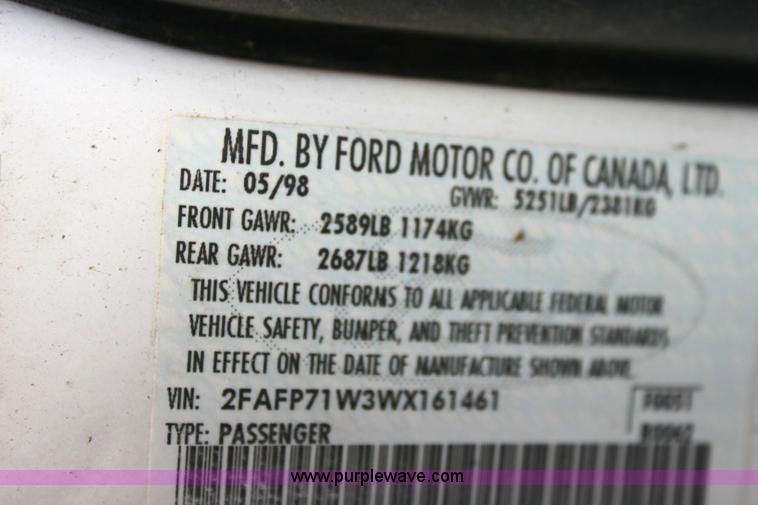 MFD. BY FORD MOTOR CO. OF CANADA, LTD.
DATE: 05/98 GVWR: 5251LB/2381KG
FRONT GAWR: 2589LB 1174KG
REAR GAWR: 2687LB 1218KG
THIS VEHICLE CONFORMS TO ALL APPLICABLE FEDERAL MOTOR
VEHICLE SAFETY, BUMPER, AND THEFT PREVENTION STANDARDS
IN EFFECT ON THE DATE OF MANUFACTURE SHOWN ABOVE.
VIN: 2FAFP71W3WX161461
TYPE: PASSENGER
www.purplewave.com